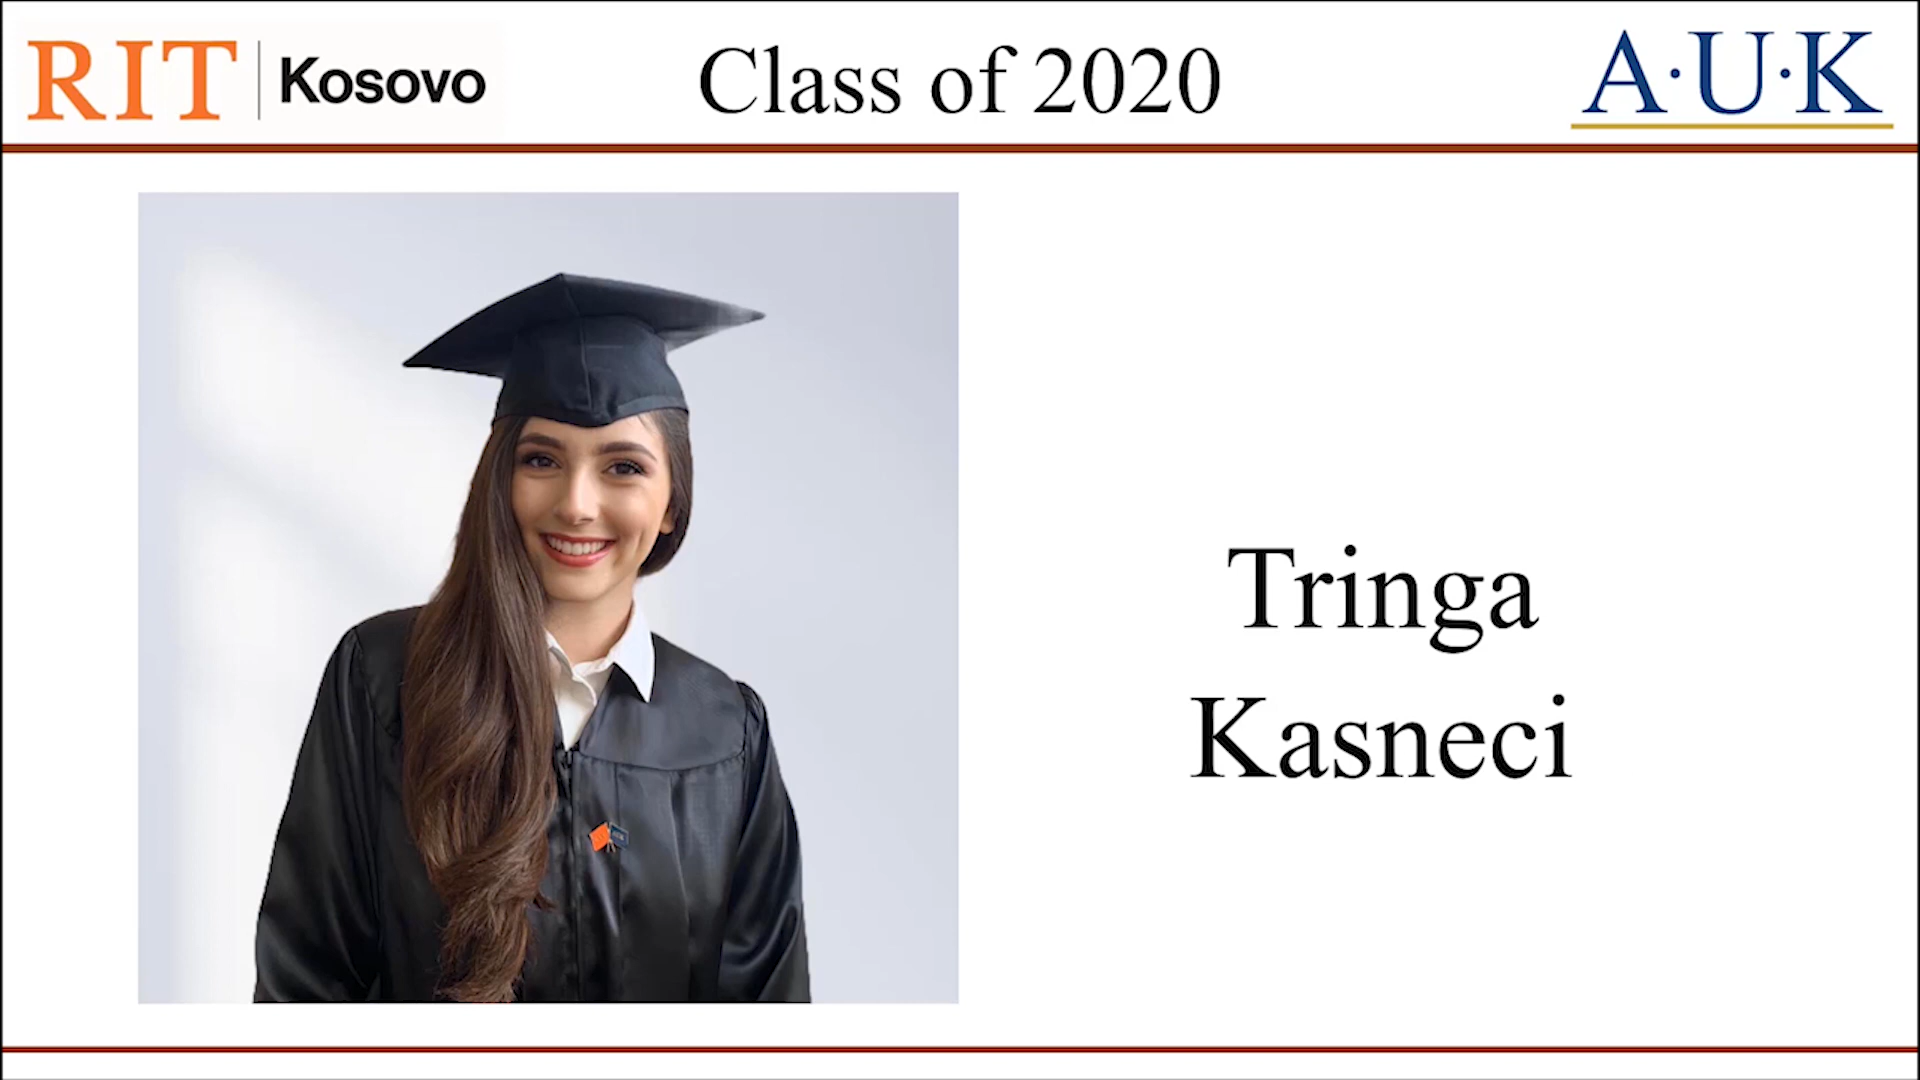 RIT Kosovo
Class of 2020
A·U·K
Tringa
Kasneci